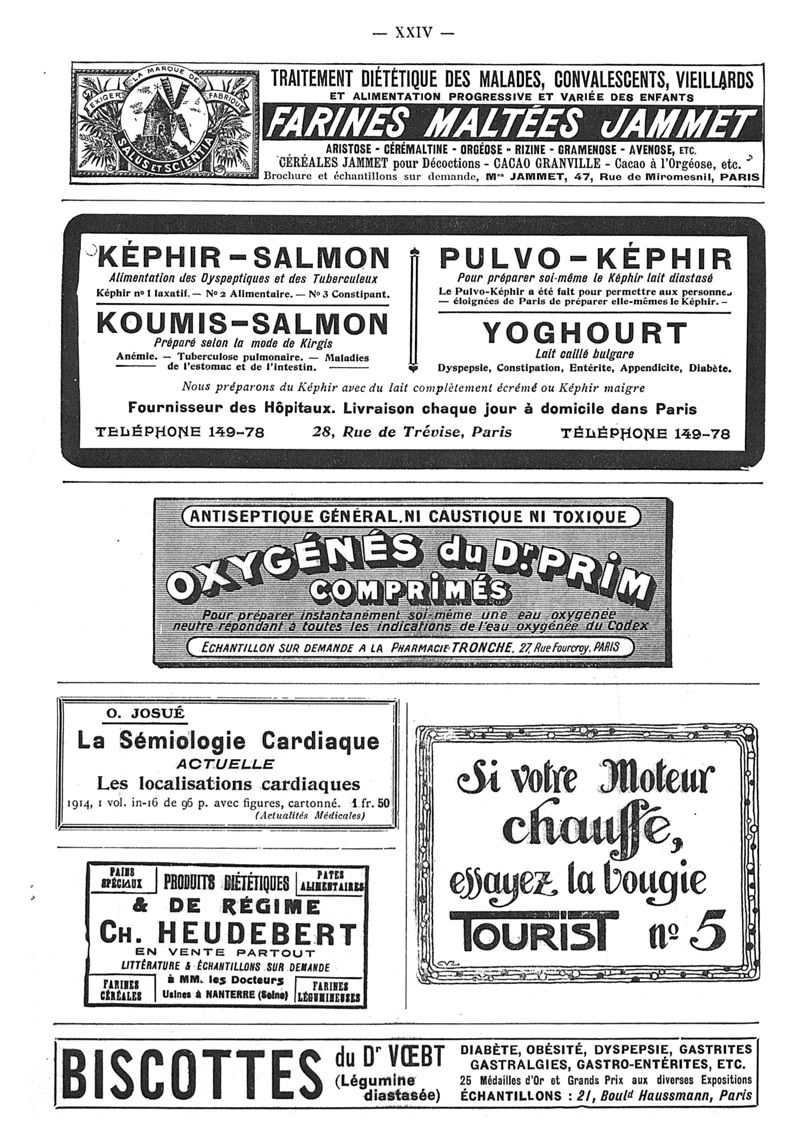 — XXIV —
EXIGER LA MARQUE DE FABRIQUE
SALUS ET SCIENTIA
TRAITEMENT DIÉTÉTIQUE DES MALADES, CONVALESCENTS, VIEILLARDS
ET ALIMENTATION PROGRESSIVE ET VARIÉE DES ENFANTS
FARINES MALTÉES JAMMET
ARISTOSE - CÉRÉMALTINE - ORGÉOSE - RIZINE - GRAMENOSE - AVENOSE, ETC.
CÉRÉALES JAMMET pour Décoctions - CACAO GRANVILLE - Cacao à l'Orgéose, etc.
Brochure et échantillons sur demande, Mon JAMMET, 47, Rue de Miromesnil, PARIS
KÉPHIR-SALMON
Alimentation des Dyspeptiques et des Tuberculeux
Képhir nº 1 laxatif. — Nº 2 Alimentaire. — Nº 3 Constipant.
KOUMIS-SALMON
Préparé selon la mode de Kirgis
Anémie. — Tuberculose pulmonaire. — Maladies
de l'estomac et de l'intestin.
PULVO-KÉPHIR
Pour préparer soi-même le Képhir lait diastasé
Le Pulvo-Képhir a été fait pour permettre aux personnes
— éloignées de Paris de préparer elle-mêmes le Képhir. —
YOGHOURT
Lait caillé bulgare
Dyspepsie, Constipation, Entérite, Appendicite, Diabète.
Nous préparons du Képhir avec du lait complètement écrémé ou Képhir maigre
Fournisseur des Hôpitaux. Livraison chaque jour à domicile dans Paris
TELÉPHONE 149-78 28, Rue de Trévise, Paris TÉLÉPHONE 149-78
ANTISEPTIQUE GÉNÉRAL. NI CAUSTIQUE NI TOXIQUE
OXYGÉNÉS du Dr. PRIM
COMPRIMÉS
Pour préparer instantanément soi-même une eau oxygénée
neutre répondant à toutes les indications de l'eau oxygénée du Codex
ÉCHANTILLON SUR DEMANDE A LA PHARMACIE TRONCHE, 27, Rue Fourcroy, PARIS
O. JOSUÉ
La Sémiologie Cardiaque
ACTUELLE
Les localisations cardiaques
1914, 1 vol. in-16 de 96 p. avec figures, cartonné. 1 fr. 50
(Actualités Médicales)
PAINS
SPÉCIAUX
PRODUITS DIÉTÉTIQUES
PATES
ALIMENTAIRES
& DE RÉGIME
CH. HEUDEBERT
EN VENTE PARTOUT
LITTÉRATURE & ÉCHANTILLONS SUR DEMANDE
à MM. les Docteurs
Usines à NANTERRE (Seine)
FARINES
CÉRÉALES
FARINES
LÉGUMINEUSES
Si votre Moteur
chauffe,
essayez la bougie
TOURIST nº 5
BISCOTTES
du Dr VŒBT
(Légumine
diastasée)
DIABÈTE, OBÉSITÉ, DYSPEPSIE, GASTRITES
GASTRALGIES, GASTRO-ENTÉRITES, ETC.
25 Médailles d'Or et Grands Prix aux diverses Expositions
ÉCHANTILLONS : 21, Bould Haussmann, Paris